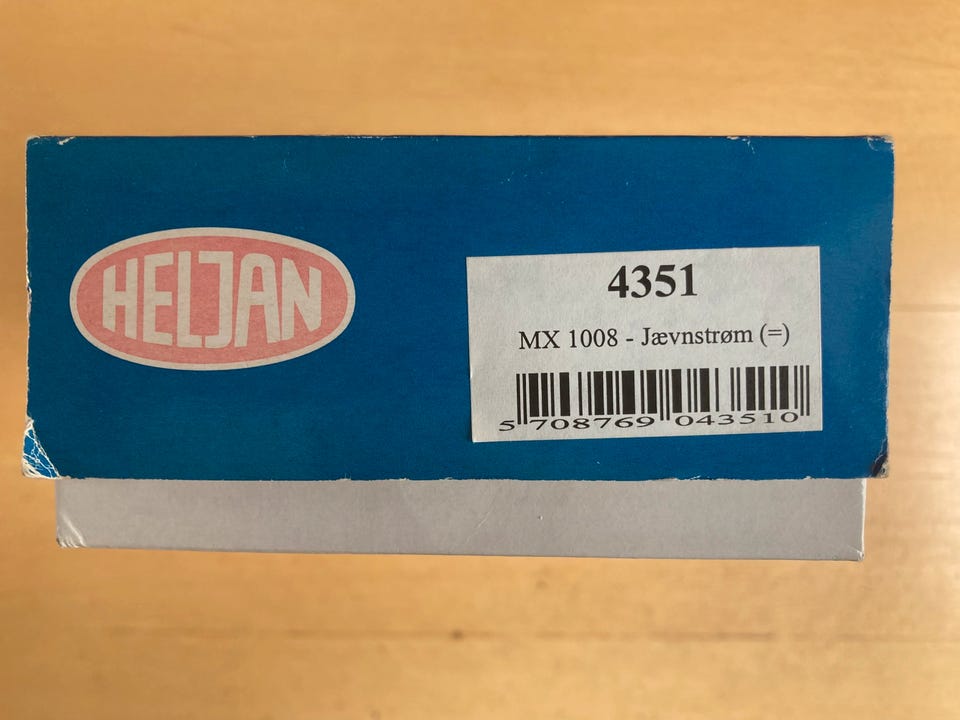 HELJAN
4351
MX 1008 - Jævnstrøm (=)
5 708769 043510